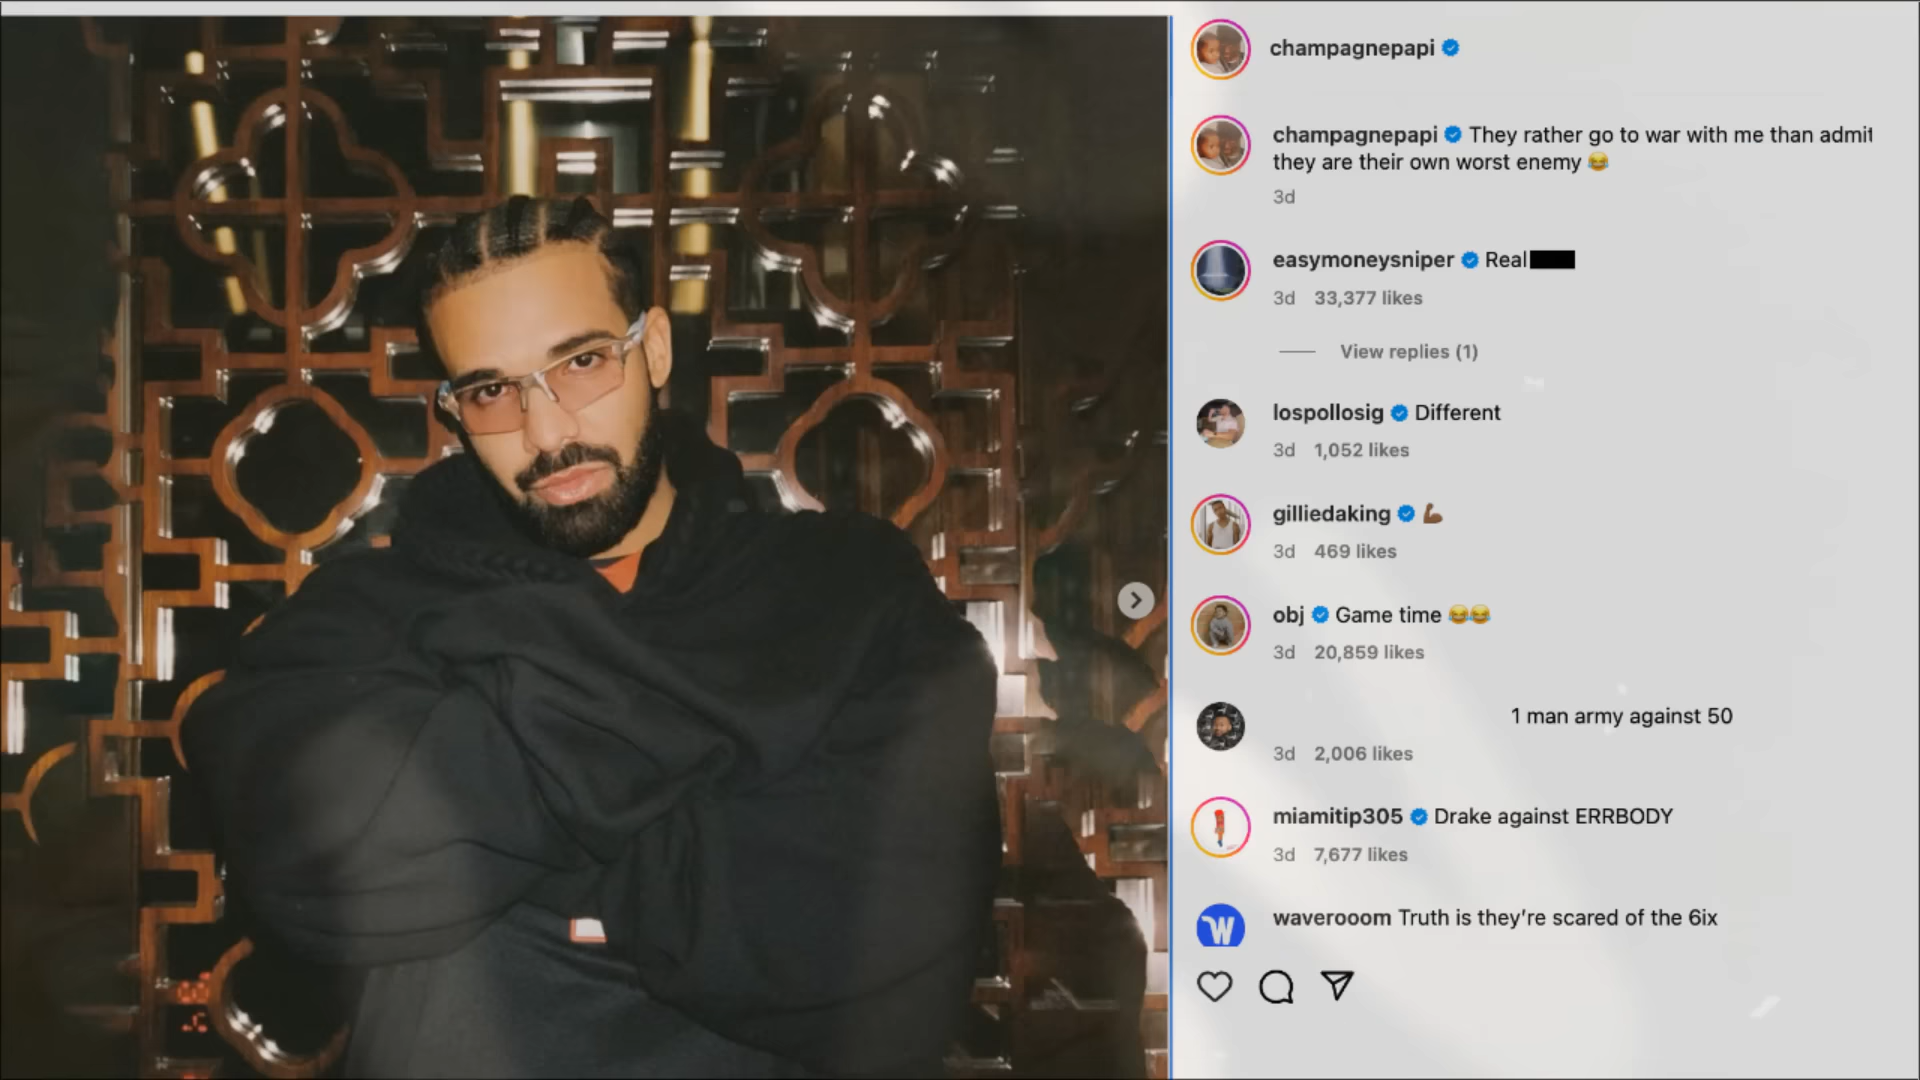 champagnepapi
champagnepapi They rather go to war with me than admit
they are their own worst enemy 😂
3d
easymoneysniper Real
3d 33,377 likes
View replies (1)
lospollosig Different
3d 1,052 likes
gilliedaking 💪🏾
3d 469 likes
obj Game time 😂😂
3d 20,859 likes
1 man army against 50
3d 2,006 likes
miamitip305 Drake against ERRBODY
3d 7,677 likes
W
waverooom Truth is they're scared of the 6ix